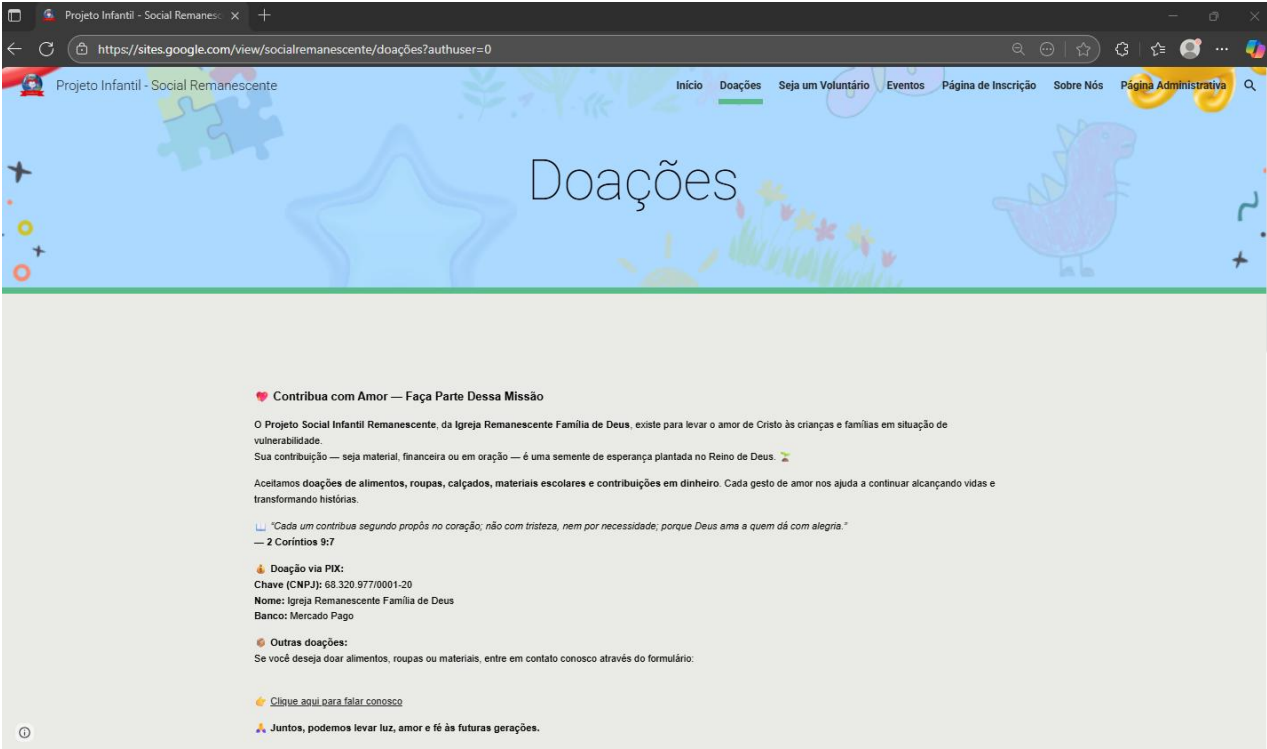 Projeto Infantil - Social Remanesc
https://sites.google.com/view/socialremanescente/doações?authuser=0
Projeto Infantil - Social Remanescente
Início Doações Seja um Voluntário Eventos Página de Inscrição Sobre Nós Página Administrativa
Doações
💖 Contribua com Amor — Faça Parte Dessa Missão
O Projeto Social Infantil Remanescente, da Igreja Remanescente Família de Deus, existe para levar o amor de Cristo às crianças e famílias em situação de
vulnerabilidade.
Sua contribuição — seja material, financeira ou em oração — é uma semente de esperança plantada no Reino de Deus. 🌱
Aceitamos doações de alimentos, roupas, calçados, materiais escolares e contribuições em dinheiro. Cada gesto de amor nos ajuda a continuar alcançando vidas e
transformando histórias.
📖 “Cada um contribua segundo propôs no coração; não com tristeza, nem por necessidade; porque Deus ama a quem dá com alegria.”
— 2 Coríntios 9:7
💰 Doação via PIX:
Chave (CNPJ): 68.320.977/0001-20
Nome: Igreja Remanescente Família de Deus
Banco: Mercado Pago
📦 Outras doações:
Se você deseja doar alimentos, roupas ou materiais, entre em contato conosco através do formulário:
👉 Clique aqui para falar conosco
🙏 Juntos, podemos levar luz, amor e fé às futuras gerações.